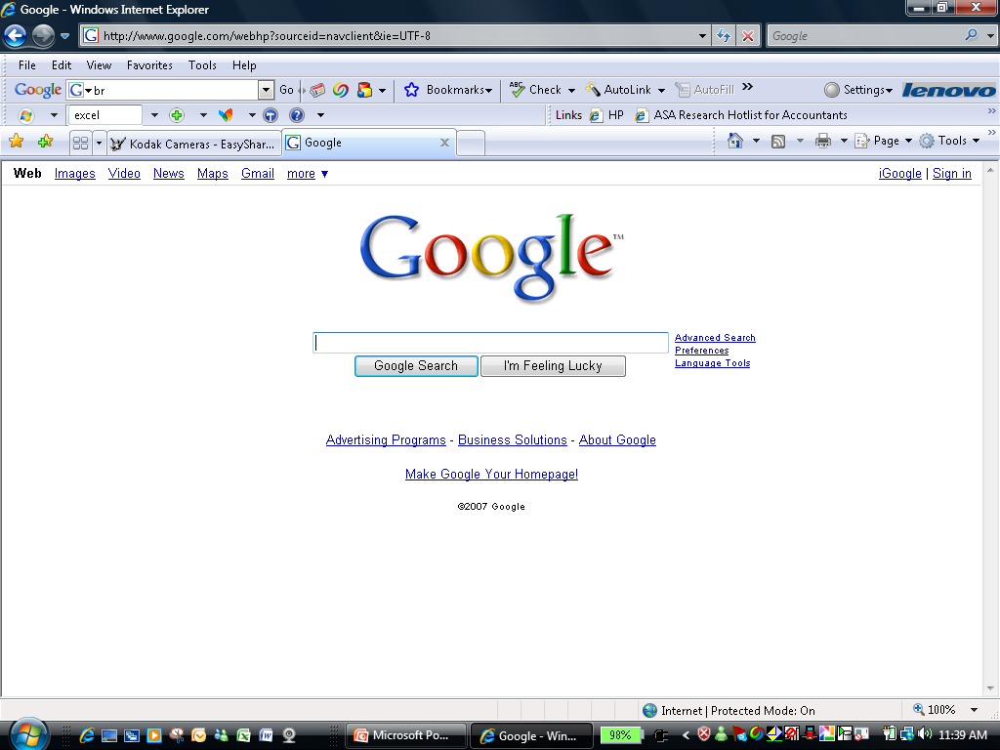 Google - Windows Internet Explorer
http://www.google.com/webhp?sourceid=navclient&ie=UTF-8
Google
File Edit View Favorites Tools Help
Google G br Go Bookmarks ABC Check AutoLink AutoFill » Settings lenovo
excel Links HP ASA Research Hotlist for Accountants »
Kodak Cameras - EasyShar... Google Page Tools »
Web Images Video News Maps Gmail more ▼ iGoogle | Sign in
Google™
Advanced Search
Preferences
Language Tools
Google Search I'm Feeling Lucky
Advertising Programs - Business Solutions - About Google
Make Google Your Homepage!
©2007 Google
Internet | Protected Mode: On 100%
Microsoft Po... Google - Win... 98% 11:39 AM